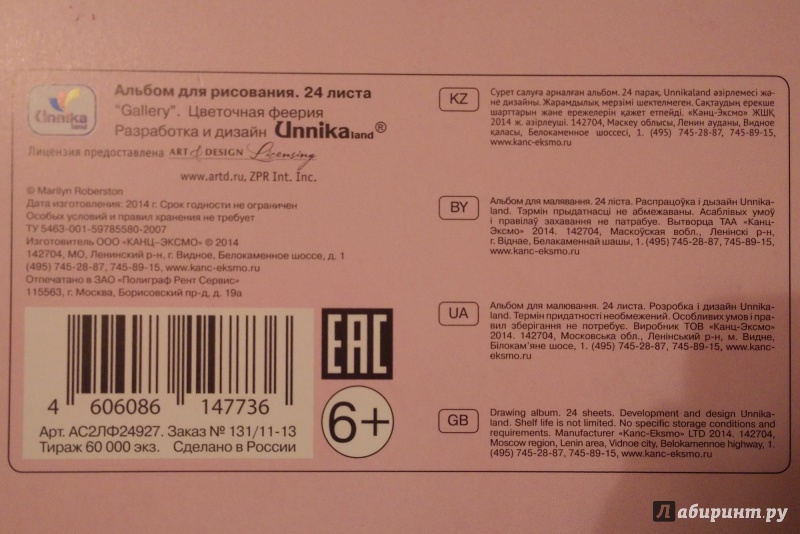 Unnika
land
Альбом для рисования. 24 листа
"Gallery". Цветочная феерия
Разработка и дизайн Unnikaland®
Лицензия предоставлена ART & DESIGN Licensing
www.artd.ru, ZPR Int. Inc.
© Marilyn Roberston
Дата изготовления: 2014 г. Срок годности не ограничен
Особых условий и правил хранения не требует
ТУ 5463-001-59785580-2007
Изготовитель ООО «КАНЦ-ЭКСМО» © 2014
142704, МО, Ленинский р-н, г. Видное, Белокаменное шоссе, д. 1
(495) 745-28-87, 745-89-15, www.kanc-eksmo.ru
Отпечатано в ЗАО «Полиграф Рент Сервис»
115563, г. Москва, Борисовский пр-д, д. 19а
4 606086 147736
Арт. АС2ЛФ24927. Заказ № 131/11-13
Тираж 60 000 экз. Сделано в России
EAC
6+
KZ
Сурет салуға арналған альбом. 24 парақ. Unnikaland әзірлемесі жә-
не дизайны. Жарамдылық мерзімі шектелмеген. Сақтаудың ерекше
шарттарын және ережелерін қажет етпейді. «Канц-Эксмо» ЖШҚ
2014 ж. әзірлеуші. 142704, Маскеу облысы, Ленин ауданы, Видное
қаласы, Белокаменное шоссесі, 1. (495) 745-28-87, 745-89-15,
www.kanc-eksmo.ru
BY
Альбом для малявання. 24 ліста. Распрацоўка і дызайн Unnika-
land. Тэрмін прыдатнасці не абмежаваны. Асаблівых умоў
і правілаў захавання не патрабуе. Вытворца ТАА «Канц-
Эксмо» 2014. 142704, Маскоўская вобл., Ленінскі р-н,
г. Віднае, Белакаменнай шашы, 1. (495) 745-28-87, 745-89-15,
www.kanc-eksmo.ru
UA
Альбом для малювання. 24 листа. Розробка і дизайн Unnika-
land. Термін придатності необмежений. Особливих умов і пра-
вил зберігання не потребує. Виробник ТОВ «Канц-Эксмо»
2014. 142704, Московська обл., Ленінський р-н, м. Видне,
Білокам'яне шосе, 1. (495) 745-28-87, 745-89-15, www.kanc-
eksmo.ru
GB
Drawing album. 24 sheets. Development and design Unnika-
land. Shelf life is not limited. No specific storage conditions and
requirements. Manufacturer «Kanc-Eksmo» LTD 2014. 142704,
Moscow region, Lenin area, Vidnoe city, Belokamennoe highway, 1.
(495) 745-28-87, 745-89-15, www.kanc-eksmo.ru
Лабиринт.ру